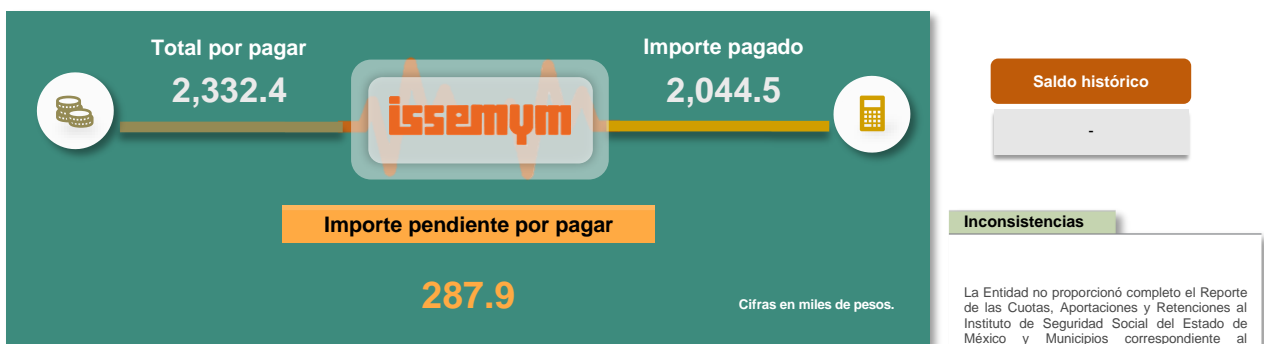 Total por pagar
2,332.4
issemym
Importe pagado
2,044.5
Importe pendiente por pagar
287.9
Cifras en miles de pesos.
Saldo histórico
-
Inconsistencias
La Entidad no proporcionó completo el Reporte
de las Cuotas, Aportaciones y Retenciones al
Instituto de Seguridad Social del Estado de
México y Municipios correspondiente al